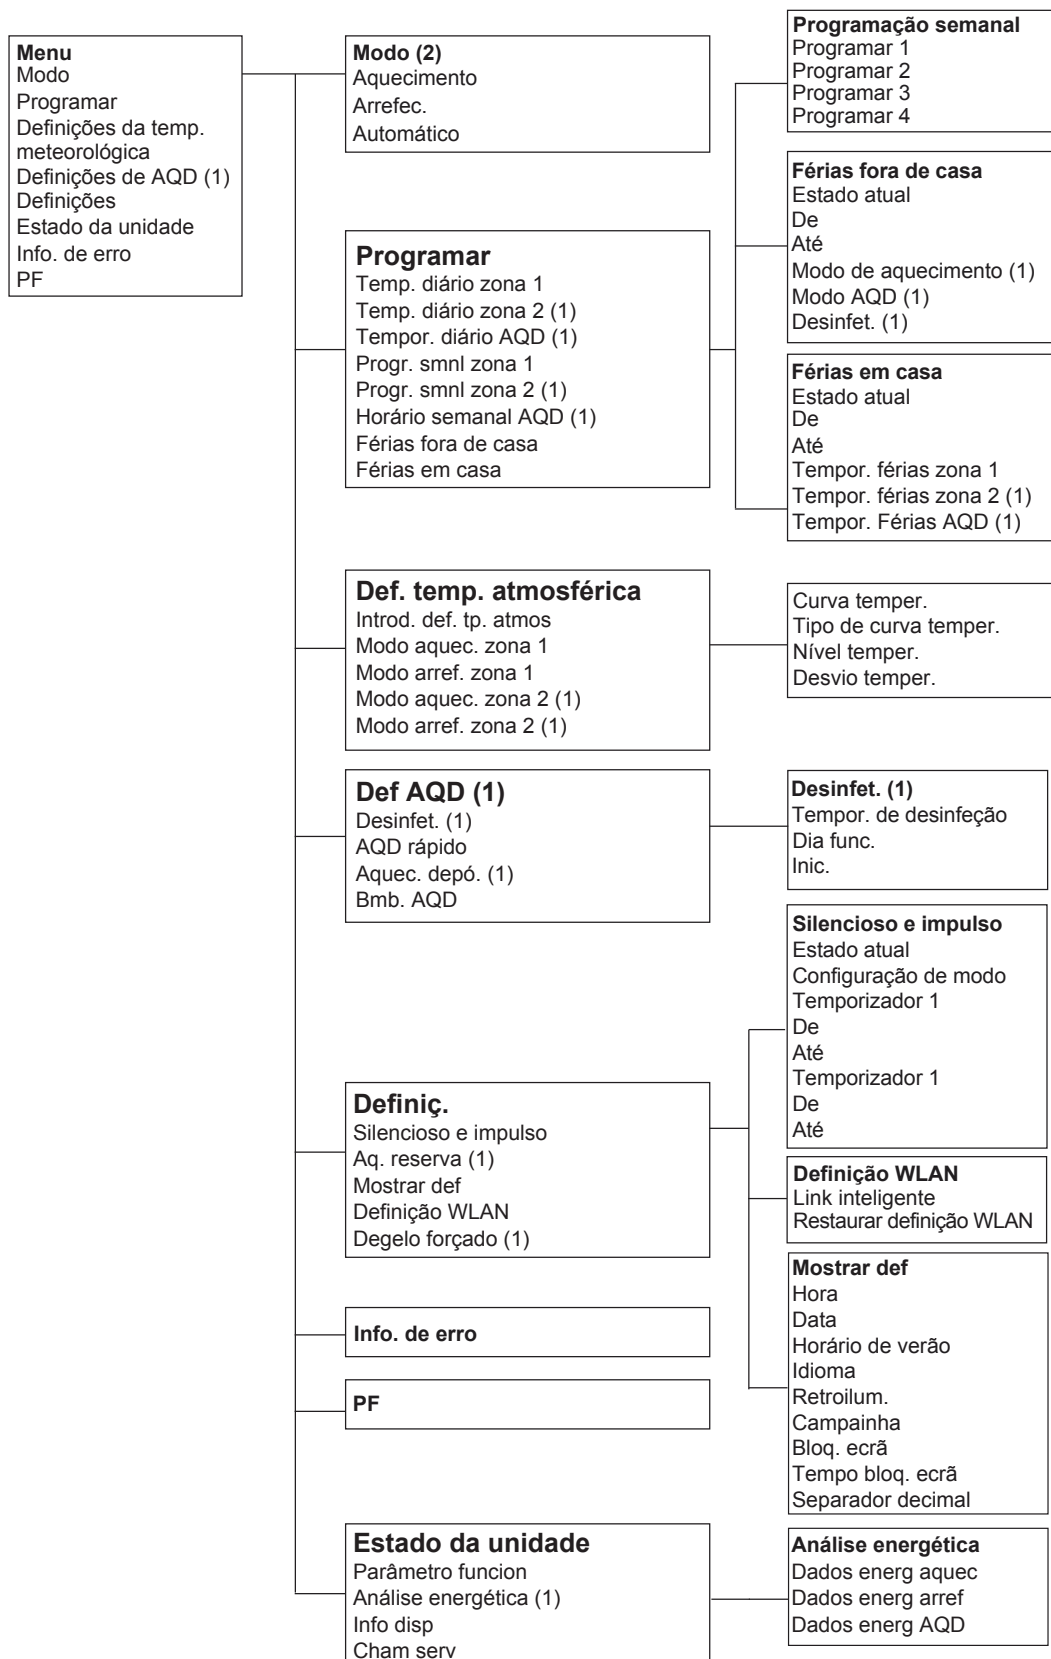 Menu
Modo
Programar
Definições da temp.
meteorológica
Definições de AQD (1)
Definições
Estado da unidade
Info. de erro
PF
Modo (2)
Aquecimento
Arrefec.
Automático
Programar
Temp. diário zona 1
Temp. diário zona 2 (1)
Tempor. diário AQD (1)
Progr. smnl zona 1
Progr. smnl zona 2 (1)
Horário semanal AQD (1)
Férias fora de casa
Férias em casa
Programação semanal
Programar 1
Programar 2
Programar 3
Programar 4
Férias fora de casa
Estado atual
De
Até
Modo de aquecimento (1)
Modo AQD (1)
Desinfet. (1)
Férias em casa
Estado atual
De
Até
Tempor. férias zona 1
Tempor. férias zona 2 (1)
Tempor. Férias AQD (1)
Def. temp. atmosférica
Introd. def. tp. atmos
Modo aquec. zona 1
Modo arref. zona 1
Modo aquec. zona 2 (1)
Modo arref. zona 2 (1)
Curva temper.
Tipo de curva temper.
Nível temper.
Desvio temper.
Def AQD (1)
Desinfet. (1)
AQD rápido
Aquec. depó. (1)
Bmb. AQD
Desinfet. (1)
Tempor. de desinfeção
Dia func.
Inic.
Definiç.
Silencioso e impulso
Aq. reserva (1)
Mostrar def
Definição WLAN
Degelo forçado (1)
Silencioso e impulso
Estado atual
Configuração de modo
Temporizador 1
De
Até
Temporizador 1
De
Até
Definição WLAN
Link inteligente
Restaurar definição WLAN
Mostrar def
Hora
Data
Horário de verão
Idioma
Retroilum.
Campainha
Bloq. ecrã
Tempo bloq. ecrã
Separador decimal
Info. de erro
PF
Estado da unidade
Parâmetro funcion
Análise energética (1)
Info disp
Cham serv
Análise energética
Dados energ aquec
Dados energ arref
Dados energ AQD